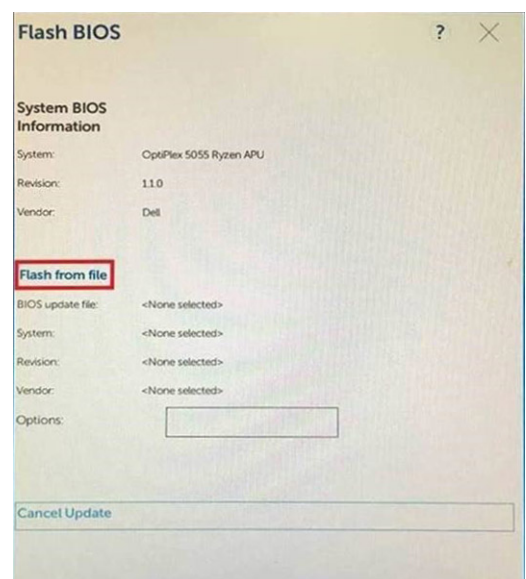 Flash BIOS ?
System BIOS
Information
System: OptiPlex 5055 Ryzen APU
Revision: 1.1.0
Vendor: Dell
Flash from file
BIOS update file: <None selected>
System: <None selected>
Revision: <None selected>
Vendor: <None selected>
Options:
Cancel Update